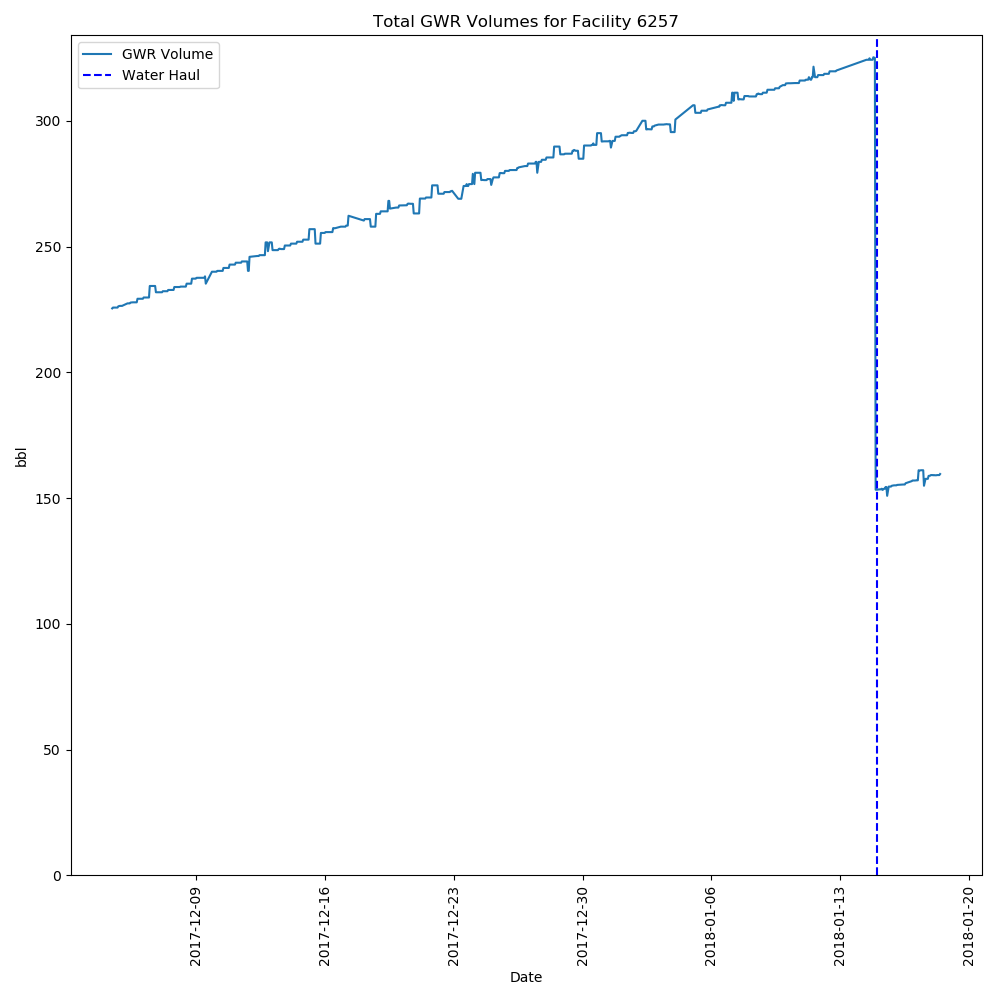 Total GWR Volumes for Facility 6257
GWR Volume
Water Haul
300
250
200
150
100
50
0
bbl
2017-12-09
2017-12-16
2017-12-23
2017-12-30
2018-01-06
2018-01-13
2018-01-20
Date